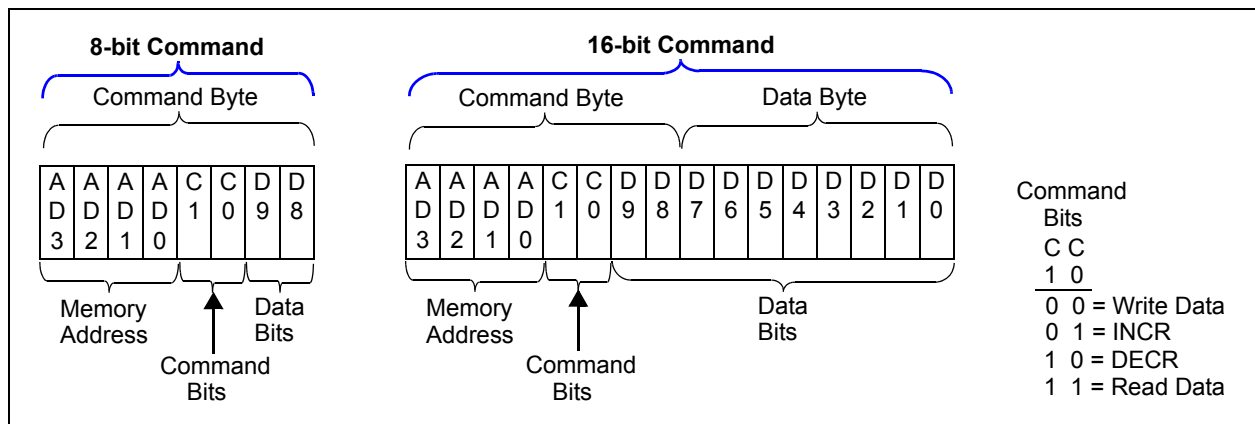 8-bit Command
Command Byte
A A A A C C D D
D D D D 1 0 9 8
3 2 1 0
Memory Address
Command Bits
Data Bits
16-bit Command
Command Byte Data Byte
A A A A C C D D D D D D D D D D
D D D D 1 0 9 8 7 6 5 4 3 2 1 0
3 2 1 0
Memory Address
Command Bits
Data Bits
Command
Bits
C C
1 0
0 0 = Write Data
0 1 = INCR
1 0 = DECR
1 1 = Read Data